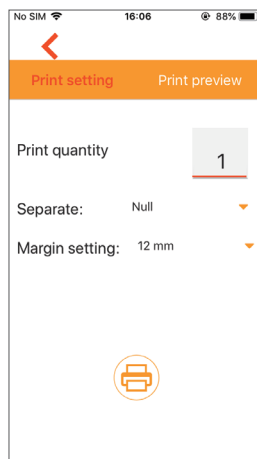 No SIM 16:06 88%
Print setting Print preview
Print quantity 1
Separate: Null
Margin setting: 12 mm